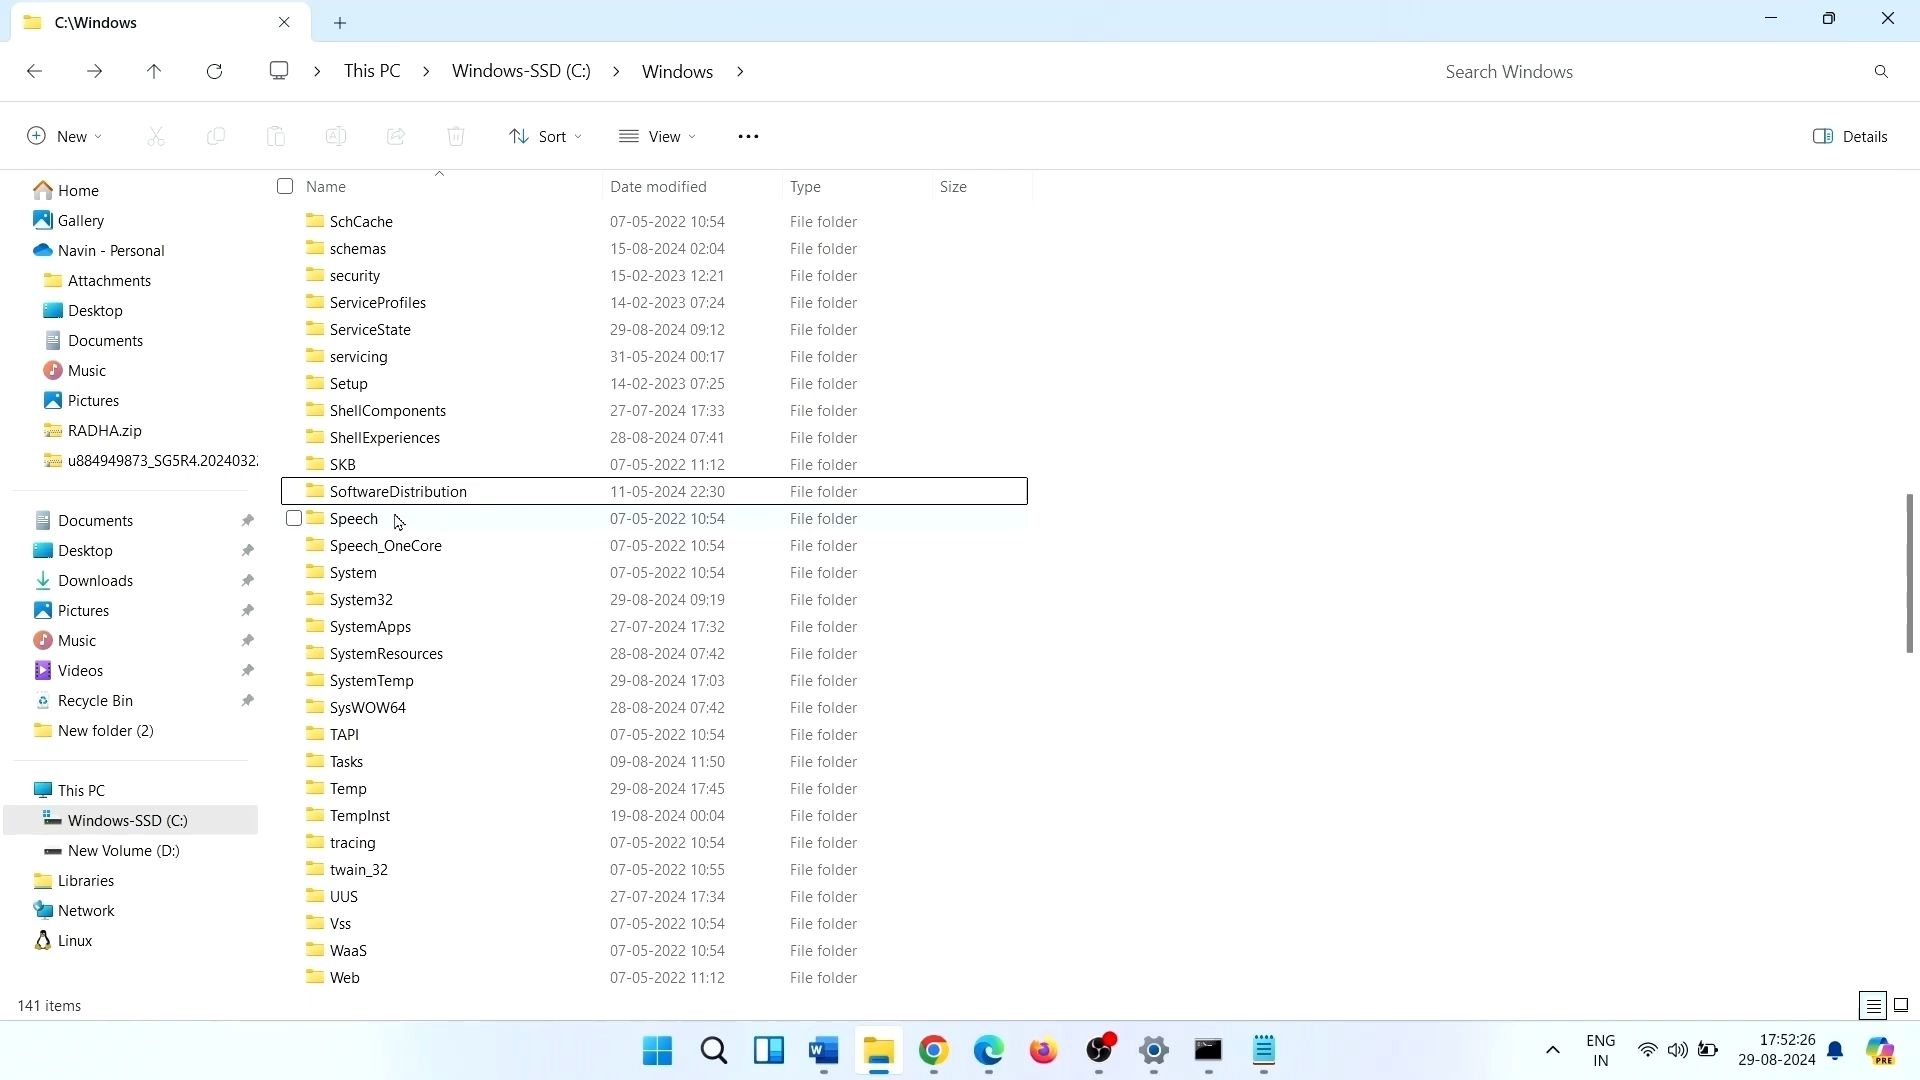 C:\Windows
This PC
Windows-SSD (C:)
Windows
Search Windows
New
Sort
View
Details
Home
Gallery
Navin - Personal
Attachments
Desktop
Documents
Music
Pictures
RADHA.zip
u884949873_SG5R4.2024032
Documents
Desktop
Downloads
Pictures
Music
Videos
Recycle Bin
New folder (2)
This PC
Windows-SSD (C:)
New Volume (D:)
Libraries
Network
Linux
Name Date modified Type Size
SchCache 07-05-2022 10:54 File folder
schemas 15-08-2024 02:04 File folder
security 15-02-2023 12:21 File folder
ServiceProfiles 14-02-2023 07:24 File folder
ServiceState 29-08-2024 09:12 File folder
servicing 31-05-2024 00:17 File folder
Setup 14-02-2023 07:25 File folder
ShellComponents 27-07-2024 17:33 File folder
ShellExperiences 28-08-2024 07:41 File folder
SKB 07-05-2022 11:12 File folder
SoftwareDistribution 11-05-2024 22:30 File folder
Speech 07-05-2022 10:54 File folder
Speech_OneCore 07-05-2022 10:54 File folder
System 07-05-2022 10:54 File folder
System32 29-08-2024 09:19 File folder
SystemApps 27-07-2024 17:32 File folder
SystemResources 28-08-2024 07:42 File folder
SystemTemp 29-08-2024 17:03 File folder
SysWOW64 28-08-2024 07:42 File folder
TAPI 07-05-2022 10:54 File folder
Tasks 09-08-2024 11:50 File folder
Temp 29-08-2024 17:45 File folder
TempInst 19-08-2024 00:04 File folder
tracing 07-05-2022 10:54 File folder
twain_32 07-05-2022 10:55 File folder
UUS 27-07-2024 17:34 File folder
Vss 07-05-2022 10:54 File folder
WaaS 07-05-2022 10:54 File folder
Web 07-05-2022 11:12 File folder
141 items
W
ENG
IN
17:52:26
29-08-2024
PRE